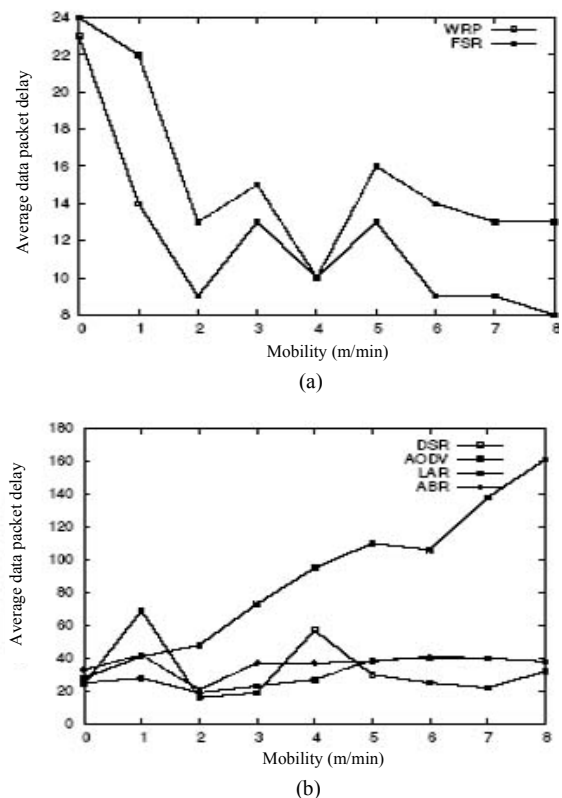 24
22
20
18
16
14
12
10
8
Average data packet delay
WRP
FSR
0 1 2 3 4 5 6 7 8
Mobility (m/min)
(a)
180
160
140
120
100
80
60
40
20
0
Average data packet delay
DSR
AODV
LAR
ABR
0 1 2 3 4 5 6 7 8
Mobility (m/min)
(b)